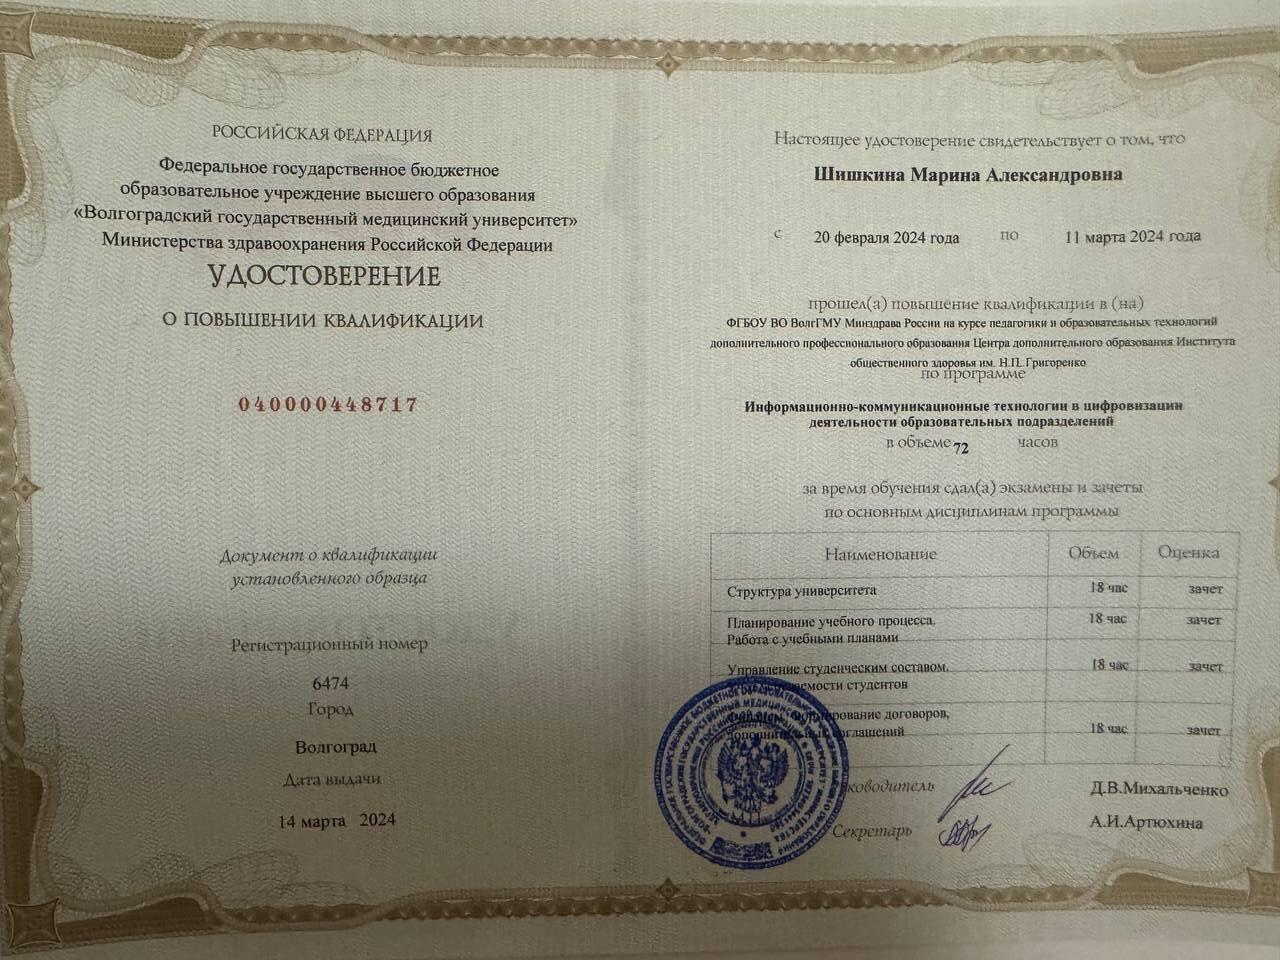 РОССИЙСКАЯ ФЕДЕРАЦИЯ
Федеральное государственное бюджетное
образовательное учреждение высшего образования
«Волгоградский государственный медицинский университет»
Министерства здравоохранения Российской Федерации
УДОСТОВЕРЕНИЕ
О ПОВЫШЕНИИ КВАЛИФИКАЦИИ
040000448717
Документ о квалификации
установленного образца
Регистрационный номер
6474
Город
Волгоград
Дата выдачи
14 марта 2024
Настоящее удостоверение свидетельствует о том, что
Шишкина Марина Александровна
с 20 февраля 2024 года по 11 марта 2024 года
прошел(а) повышение квалификации в (на)
ФГБОУ ВО ВолгГМУ Минздрава России на курсе педагогики и образовательных технологий
дополнительного профессионального образования Центра дополнительного образования Института
общественного здоровья им. Н.П. Григоренко
по программе
Информационно-коммуникационные технологии в цифровизации
деятельности образовательных подразделений
в объеме 72 часов
за время обучения сдал(а) экзамены и зачеты
по основным дисциплинам программы
Наименование Объем Оценка
Структура университета 18 час зачет
Планирование учебного процесса. 18 час зачет
Работа с учебными планами
Управление студенческим составом. 18 час зачет
студентов
договоров, 18 час зачет
Д.В.Михальченко
Секретарь А.И.Артюхина